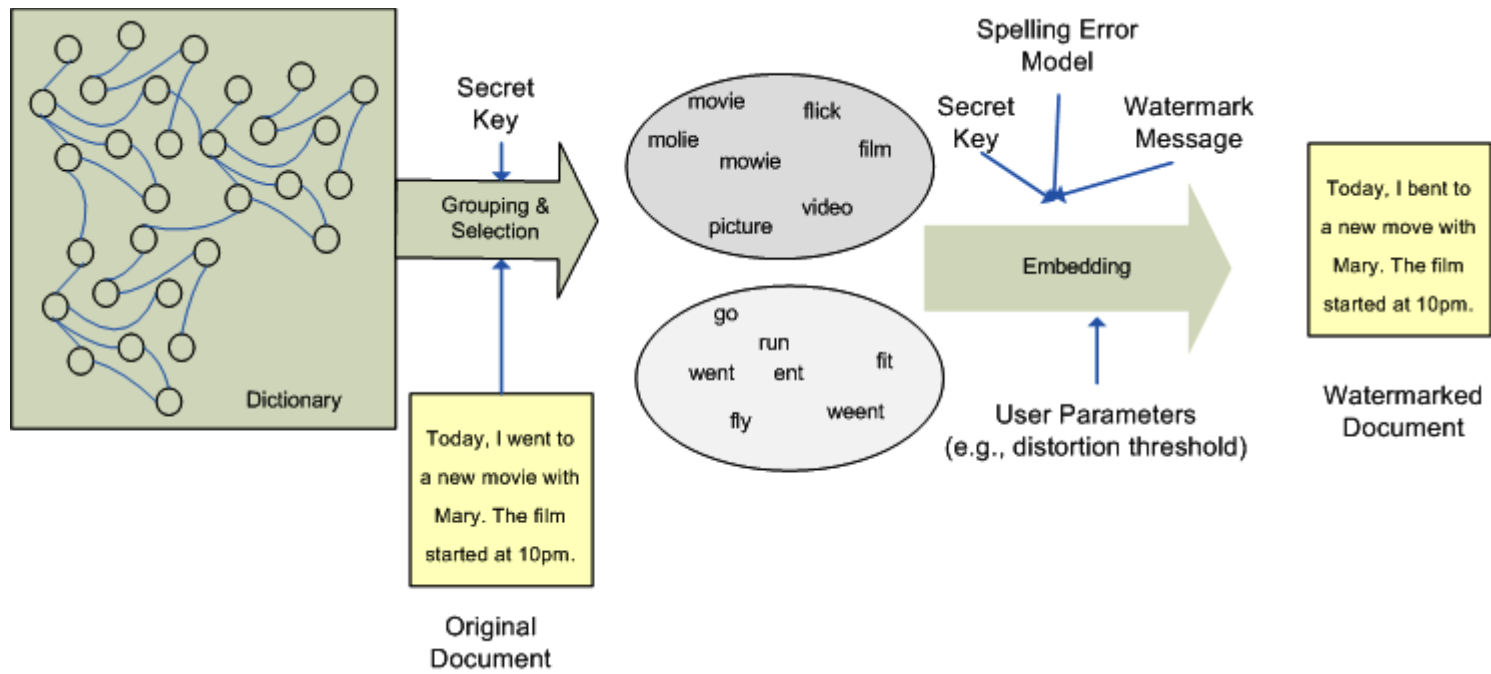 Dictionary
Secret
Key
Grouping &
Selection
Today, I went to
a new movie with
Mary. The film
started at 10pm.
Original
Document
movie
flick
molie
mowie
film
video
picture
go
run
went
ent
fit
fly
weent
Spelling Error
Model
Secret
Key
Watermark
Message
Embedding
User Parameters
(e.g., distortion threshold)
Today, I bent to
a new move with
Mary. The film
started at 10pm.
Watermarked
Document